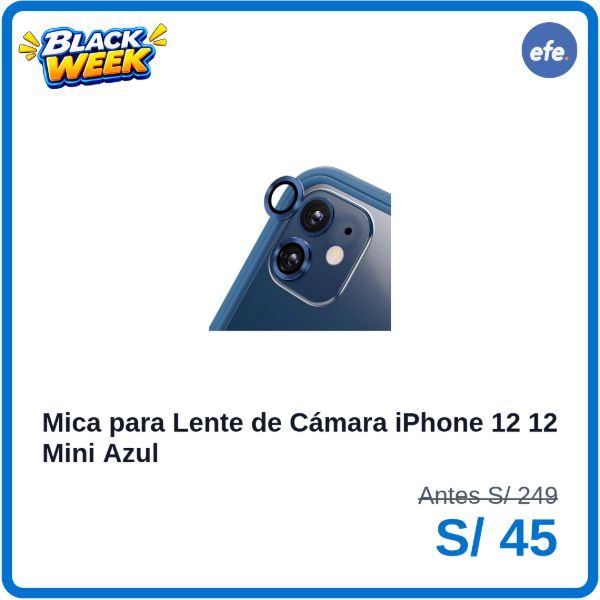 BLACK
WEEK
efe.
Mica para Lente de Cámara iPhone 12 12
Mini Azul
Antes S/ 249
S/ 45